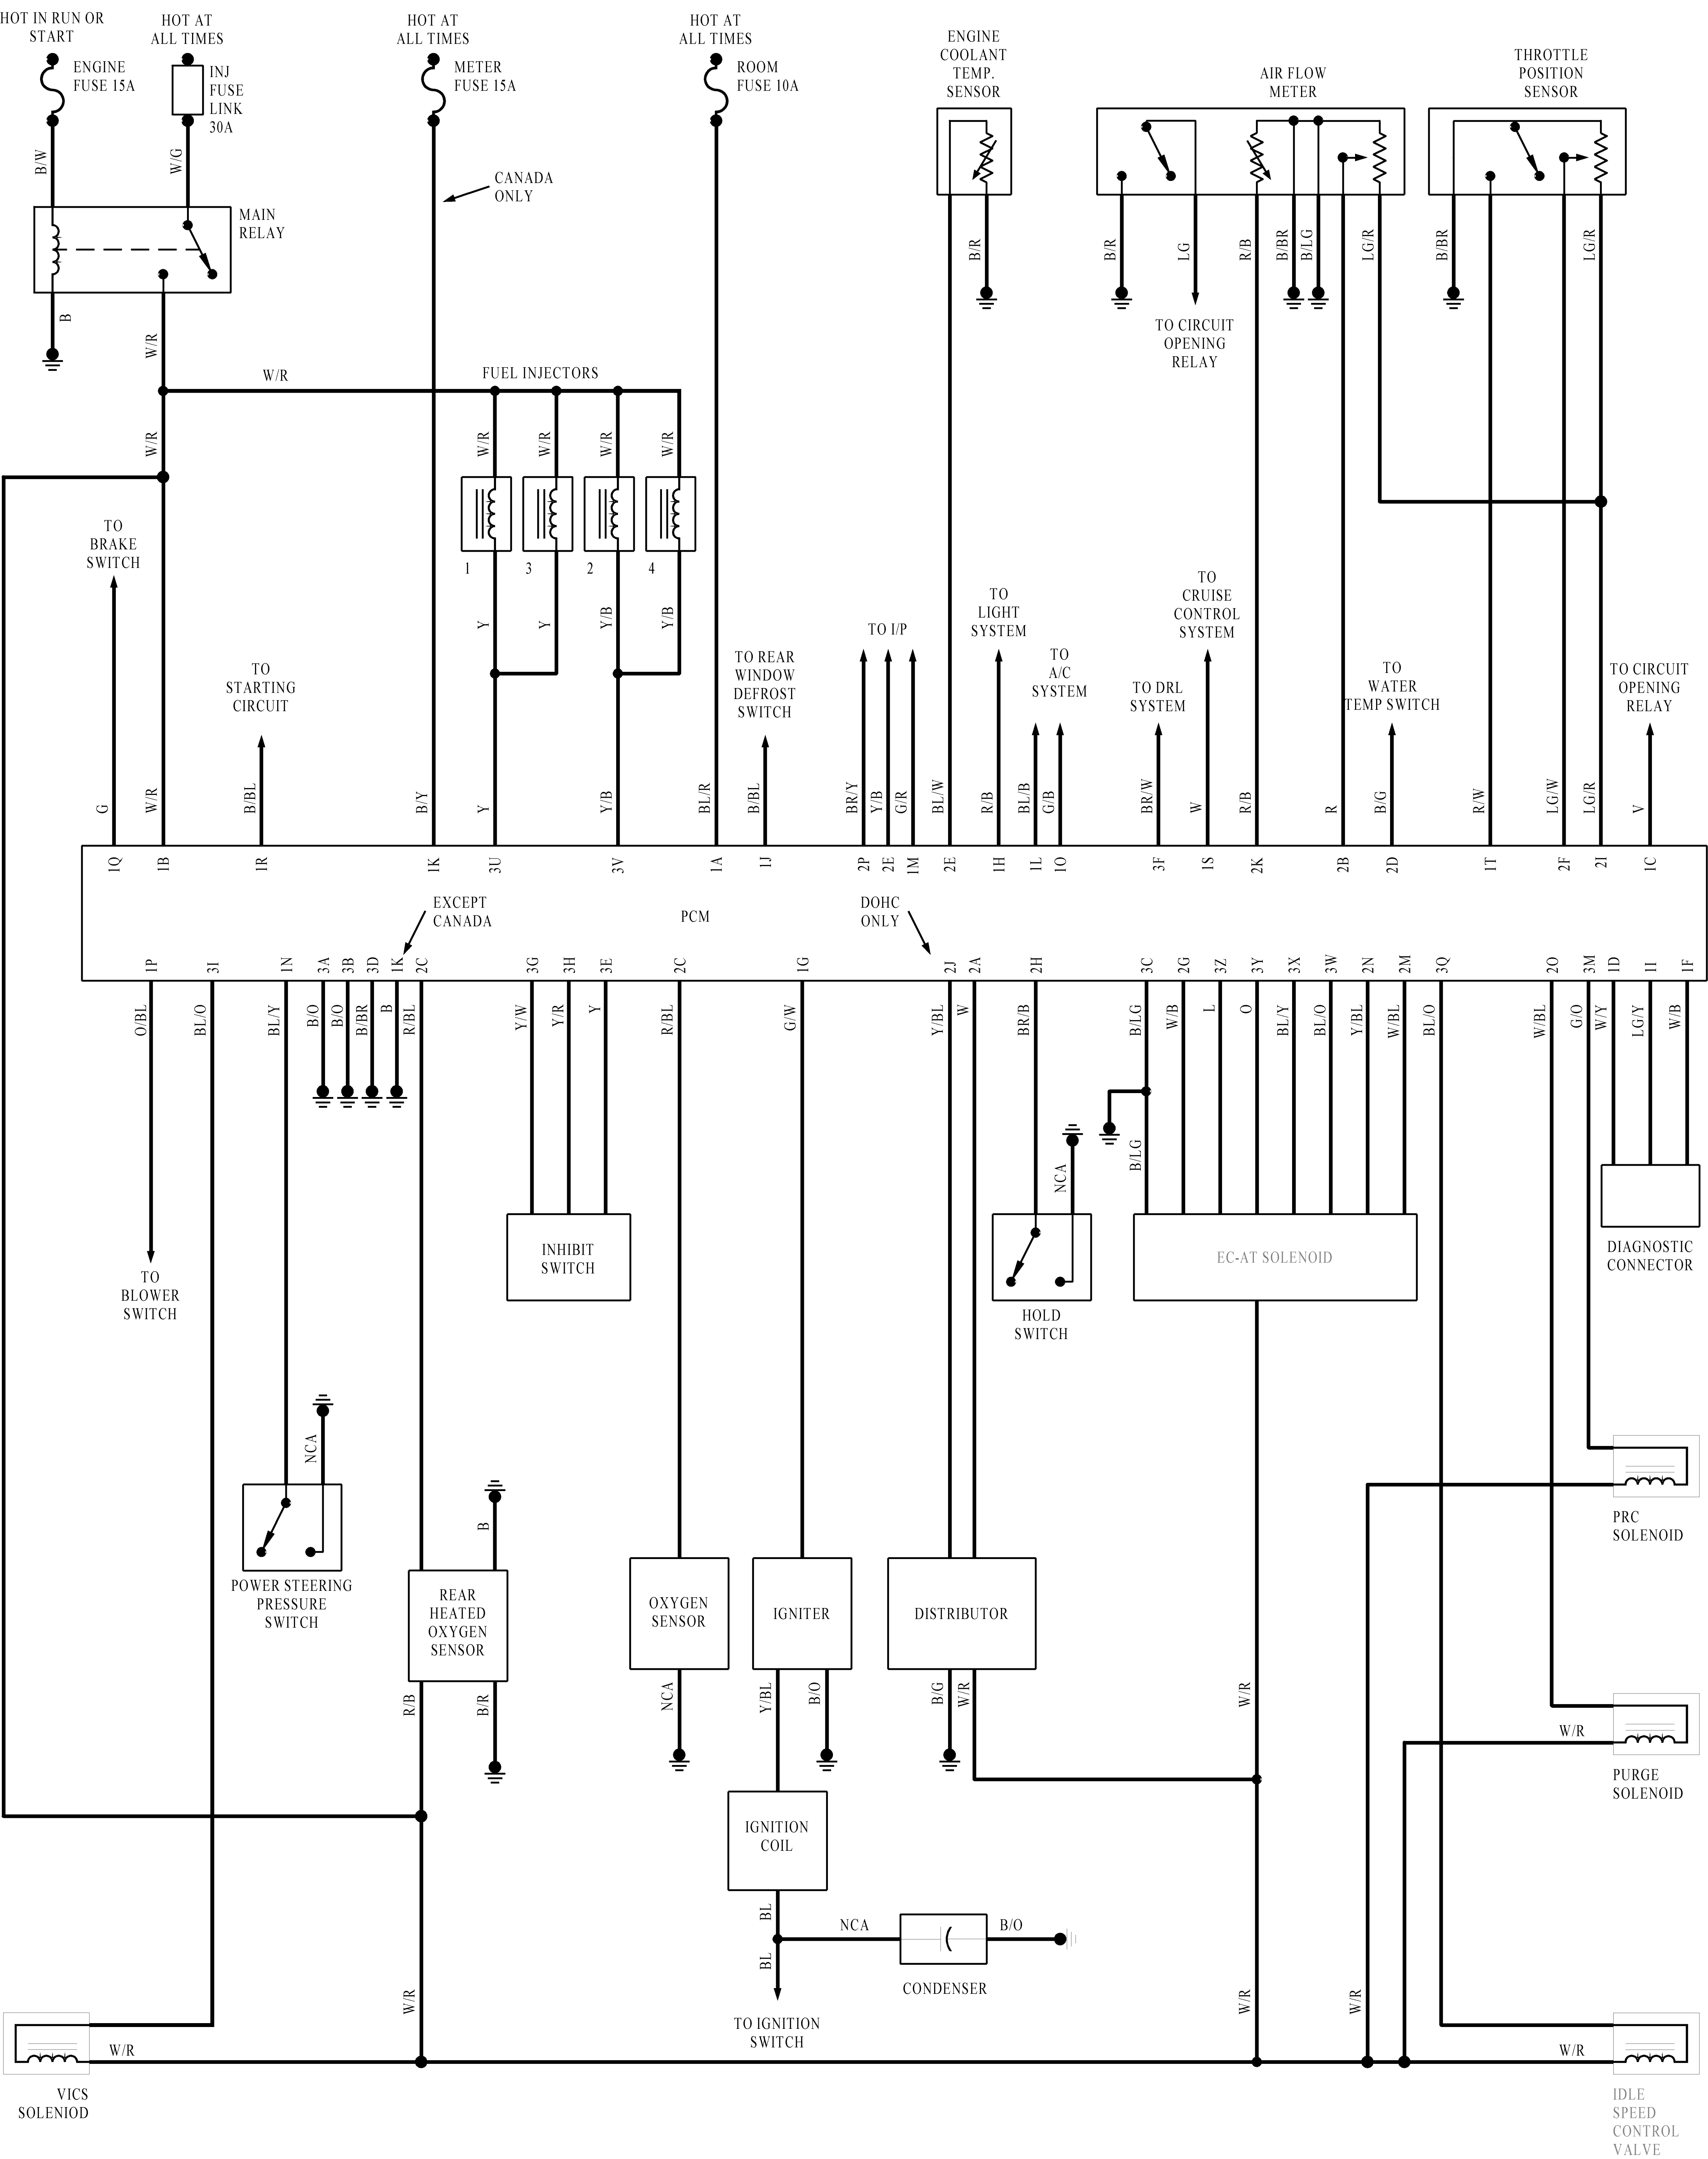 HOT IN RUN OR
START
ENGINE
FUSE 15A
HOT AT
ALL TIMES
INJ
FUSE
LINK
30A
HOT AT
ALL TIMES
METER
FUSE 15A
HOT AT
ALL TIMES
ROOM
FUSE 10A
ENGINE
COOLANT
TEMP.
SENSOR
AIR FLOW
METER
THROTTLE
POSITION
SENSOR
B/W
W/G
CANADA
ONLY
MAIN
RELAY
B
W/R
B/R
B/R
LG
R/B
B/BR
B/LG
LG/R
B/BR
LG/R
TO CIRCUIT
OPENING
RELAY
W/R
FUEL INJECTORS
W/R
W/R
W/R
W/R
W/R
1
3
2
4
Y
Y
Y/B
Y/B
TO
BRAKE
SWITCH
TO
STARTING
CIRCUIT
TO REAR
WINDOW
DEFROST
SWITCH
TO I/P
TO
LIGHT
SYSTEM
TO
A/C
SYSTEM
TO DRL
SYSTEM
TO
CRUISE
CONTROL
SYSTEM
TO
WATER
TEMP SWITCH
TO CIRCUIT
OPENING
RELAY
G
W/R
B/BL
B/Y
Y
Y/B
BL/R
B/BL
BR/Y
Y/B
G/R
BL/W
R/B
BL/B
G/B
BR/W
W
R/B
R
B/G
R/W
LG/W
LG/R
V
1Q
1B
1R
1K
3U
3V
1A
1J
2P
2E
1M
2E
1H
1L
1O
3F
1S
2K
2B
2D
1T
2F
2I
1C
EXCEPT
CANADA
PCM
DOHC
ONLY
1P
3I
1N
3A
3B
3D
1K
2C
3G
3H
3E
2C
1G
2J
2A
2H
3C
2G
3Z
3Y
3X
3W
2N
2M
3Q
2O
3M
1D
1I
1F
O/BL
BL/O
BL/Y
B/O
B/O
B/BR
B
R/BL
Y/W
Y/R
Y
R/BL
G/W
Y/BL
W
BR/B
B/LG
W/B
L
O
BL/Y
BL/O
Y/BL
W/BL
BL/O
W/BL
G/O
W/Y
LG/Y
W/B
NCA
B/LG
TO
BLOWER
SWITCH
INHIBIT
SWITCH
HOLD
SWITCH
EC-AT SOLENOID
DIAGNOSTIC
CONNECTOR
NCA
POWER STEERING
PRESSURE
SWITCH
B
REAR
HEATED
OXYGEN
SENSOR
OXYGEN
SENSOR
IGNITER
DISTRIBUTOR
PRC
SOLENOID
R/B
B/R
NCA
Y/BL
B/O
B/G
W/R
W/R
W/R
PURGE
SOLENOID
IGNITION
COIL
BL
NCA
B/O
BL
CONDENSER
TO IGNITION
SWITCH
W/R
W/R
W/R
W/R
W/R
VICS
SOLENIOD
IDLE
SPEED
CONTROL
VALVE